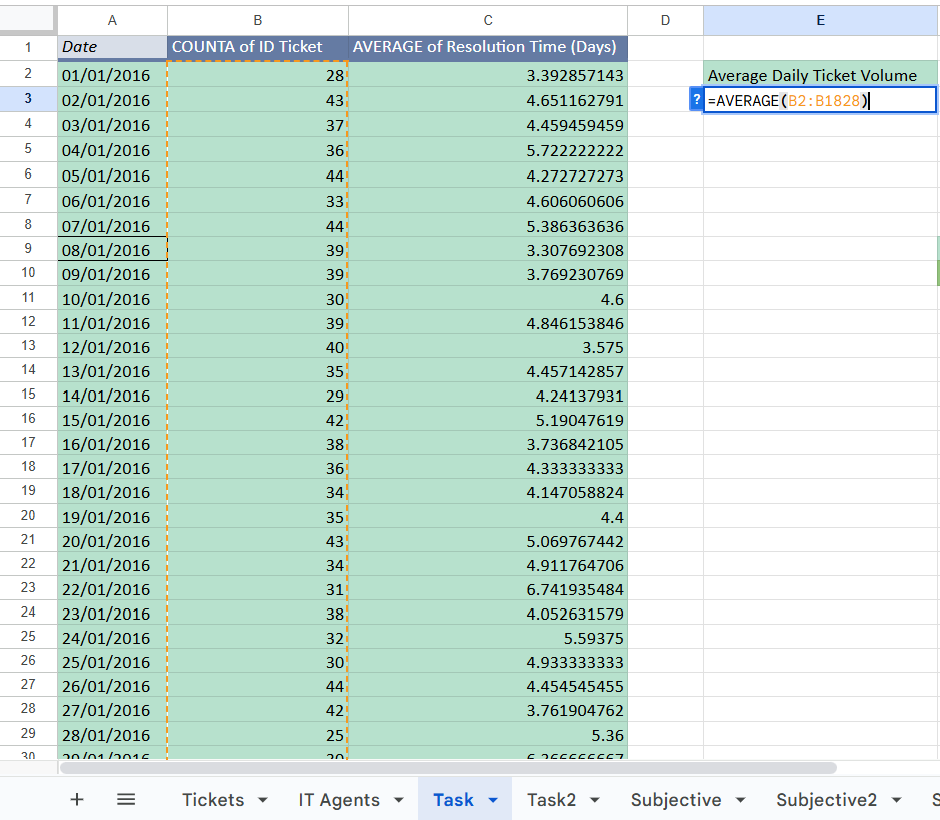 A B C D E
1 Date COUNTA of ID Ticket AVERAGE of Resolution Time (Days)
2 01/01/2016 28 3.392857143 Average Daily Ticket Volume
3 02/01/2016 43 4.651162791 ? =AVERAGE(B2:B1828)
4 03/01/2016 37 4.459459459
5 04/01/2016 36 5.722222222
6 05/01/2016 44 4.272727273
7 06/01/2016 33 4.606060606
8 07/01/2016 44 5.386363636
9 08/01/2016 39 3.307692308
10 09/01/2016 39 3.769230769
11 10/01/2016 30 4.6
12 11/01/2016 39 4.846153846
13 12/01/2016 40 3.575
14 13/01/2016 35 4.457142857
15 14/01/2016 29 4.24137931
16 15/01/2016 42 5.19047619
17 16/01/2016 38 3.736842105
18 17/01/2016 36 4.333333333
19 18/01/2016 34 4.147058824
20 19/01/2016 35 4.4
21 20/01/2016 43 5.069767442
22 21/01/2016 34 4.911764706
23 22/01/2016 31 6.741935484
24 23/01/2016 38 4.052631579
25 24/01/2016 32 5.59375
26 25/01/2016 30 4.933333333
27 26/01/2016 44 4.454545455
28 27/01/2016 42 3.761904762
29 28/01/2016 25 5.36
30 29/01/2016 30
+ Tickets IT Agents Task Task2 Subjective Subjective2 S